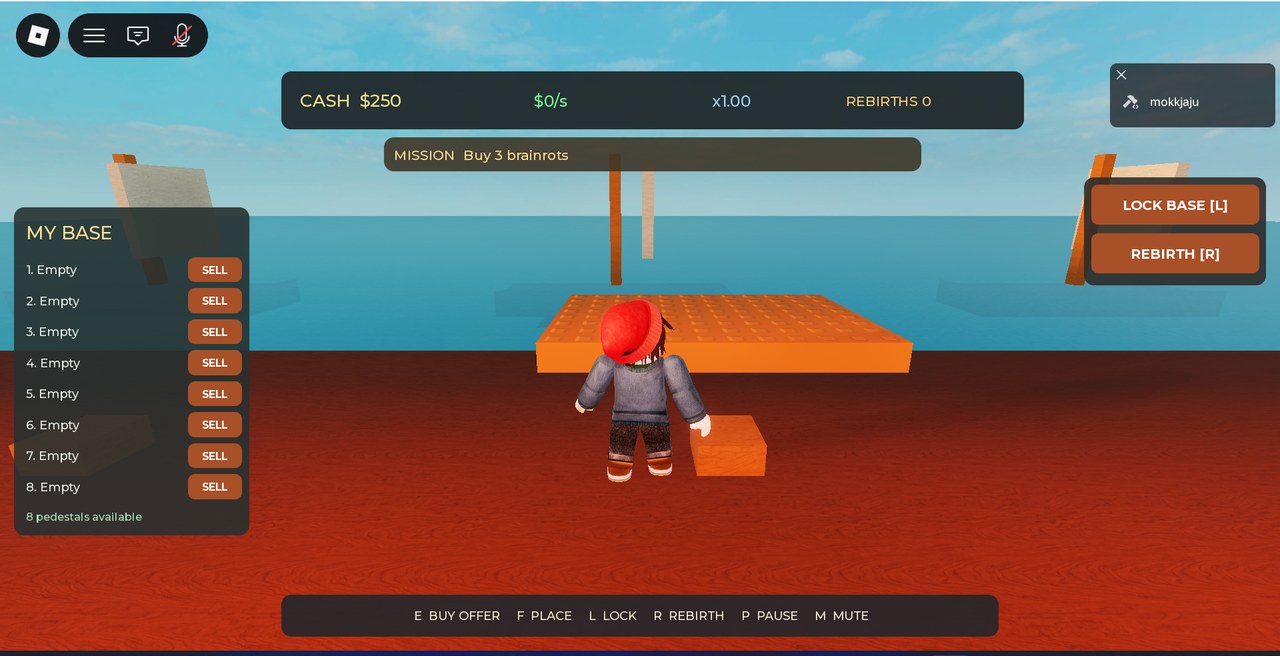 CASH $250 $0/s x1.00 REBIRTHS 0
mokkjaju
MISSION Buy 3 brainrots
LOCK BASE [L]
REBIRTH [R]
MY BASE
1. Empty SELL
2. Empty SELL
3. Empty SELL
4. Empty SELL
5. Empty SELL
6. Empty SELL
7. Empty SELL
8. Empty SELL
8 pedestals available
E BUY OFFER F PLACE L LOCK R REBIRTH P PAUSE M MUTE